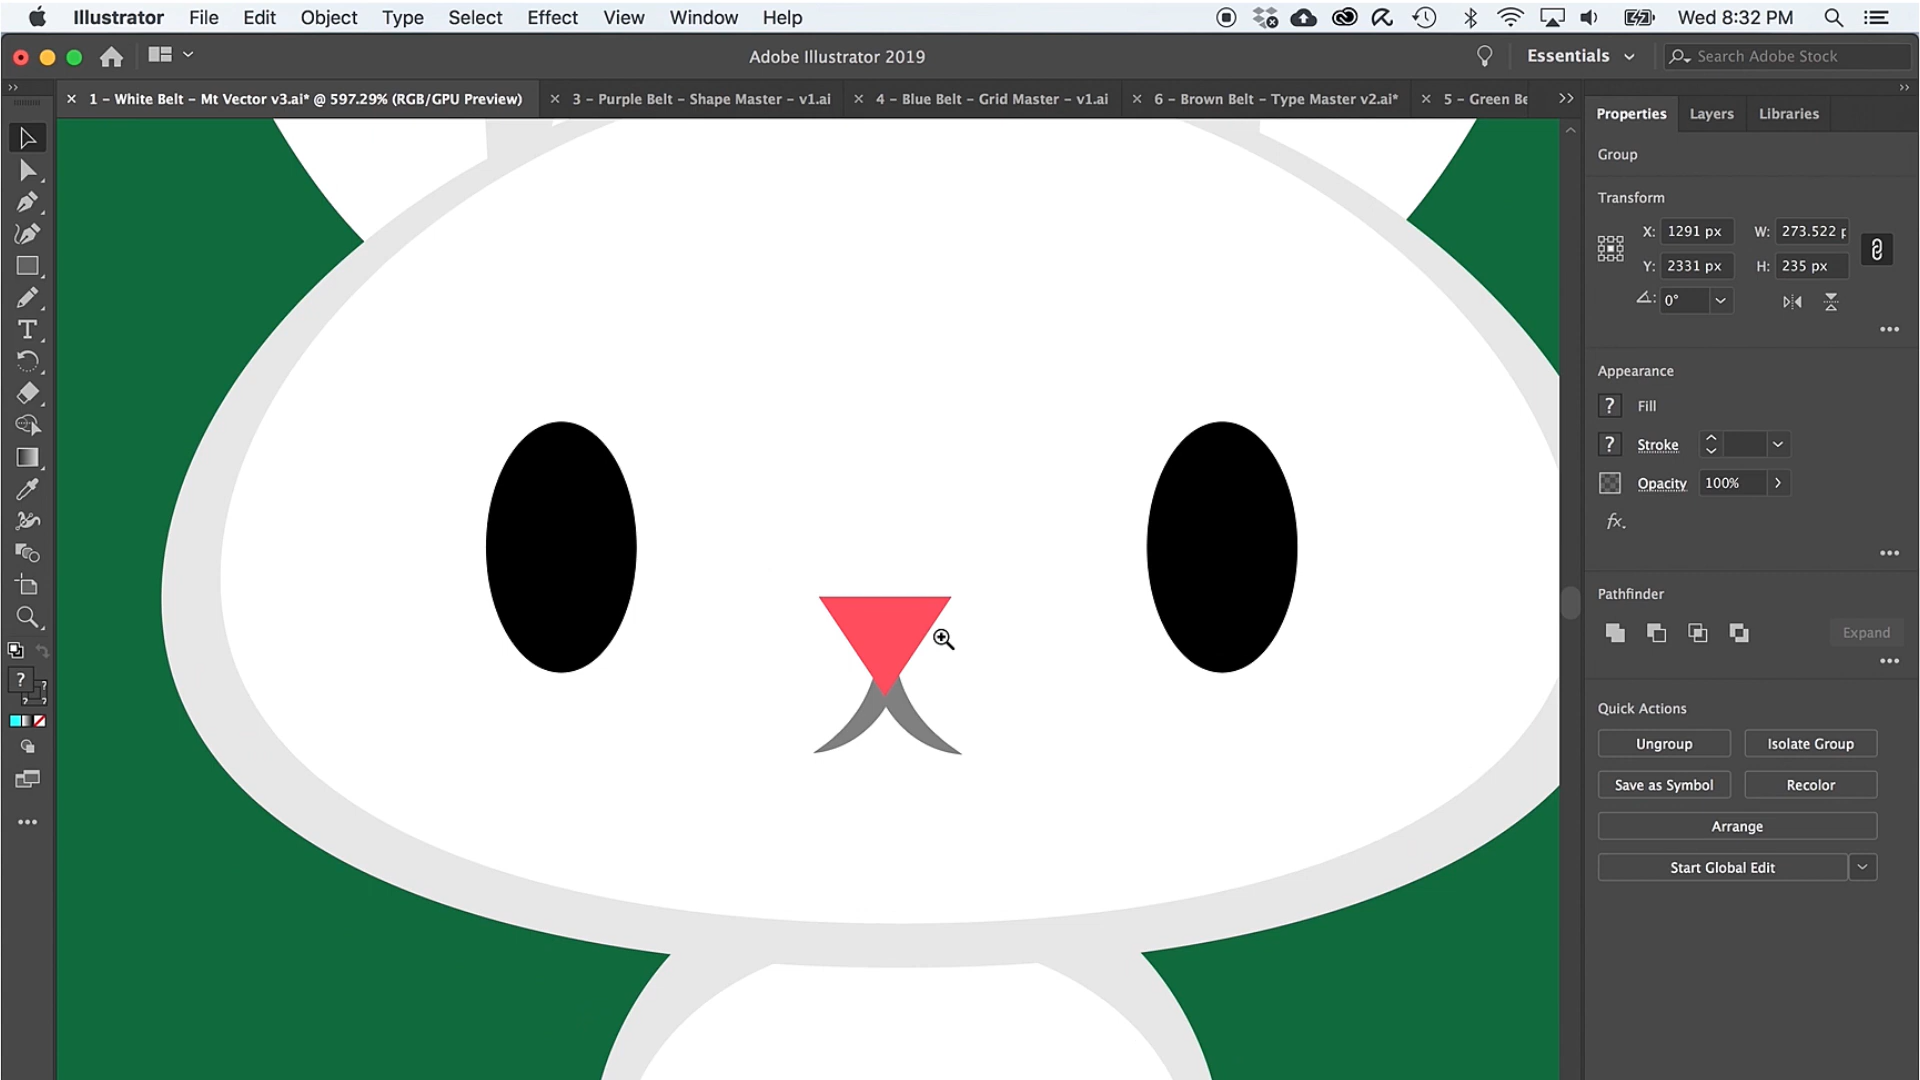 Illustrator File Edit Object Type Select Effect View Window Help Wed 8:32 PM
Adobe Illustrator 2019 Essentials Search Adobe Stock
1 – White Belt – Mt Vector v3.ai* @ 597.29% (RGB/GPU Preview) 3 – Purple Belt – Shape Master – v1.ai 4 – Blue Belt – Grid Master – v1.ai 6 – Brown Belt – Type Master v2.ai* 5 – Green Be
Properties Layers Libraries
Group
Transform
X: 1291 px W: 273.522 p
Y: 2331 px H: 235 px
0°
Appearance
? Fill
? Stroke
Opacity 100%
fx.
Pathfinder
Expand
Quick Actions
Ungroup Isolate Group
Save as Symbol Recolor
Arrange
Start Global Edit